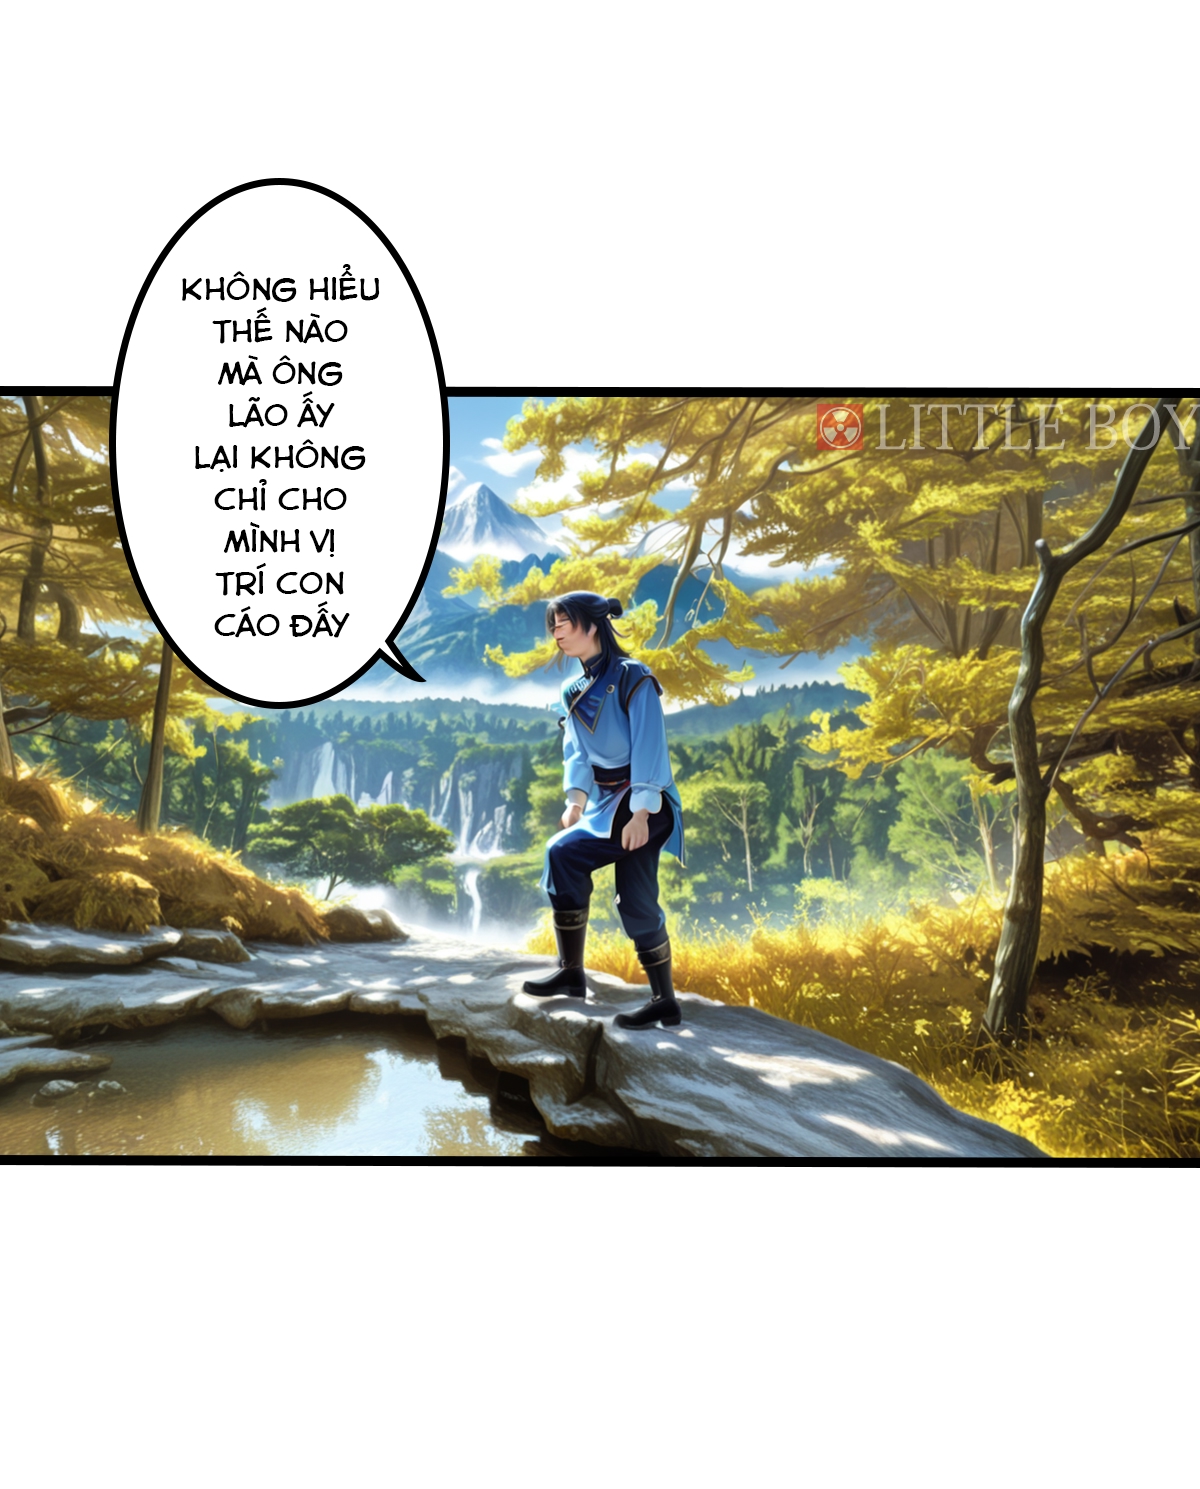 KHÔNG HIỂU
THẾ NÀO
MÀ ÔNG
LÃO ẤY
LẠI KHÔNG
CHỈ CHO
MÌNH VỊ
TRÍ CON
CÁO ĐẤY
LITTLE BOY